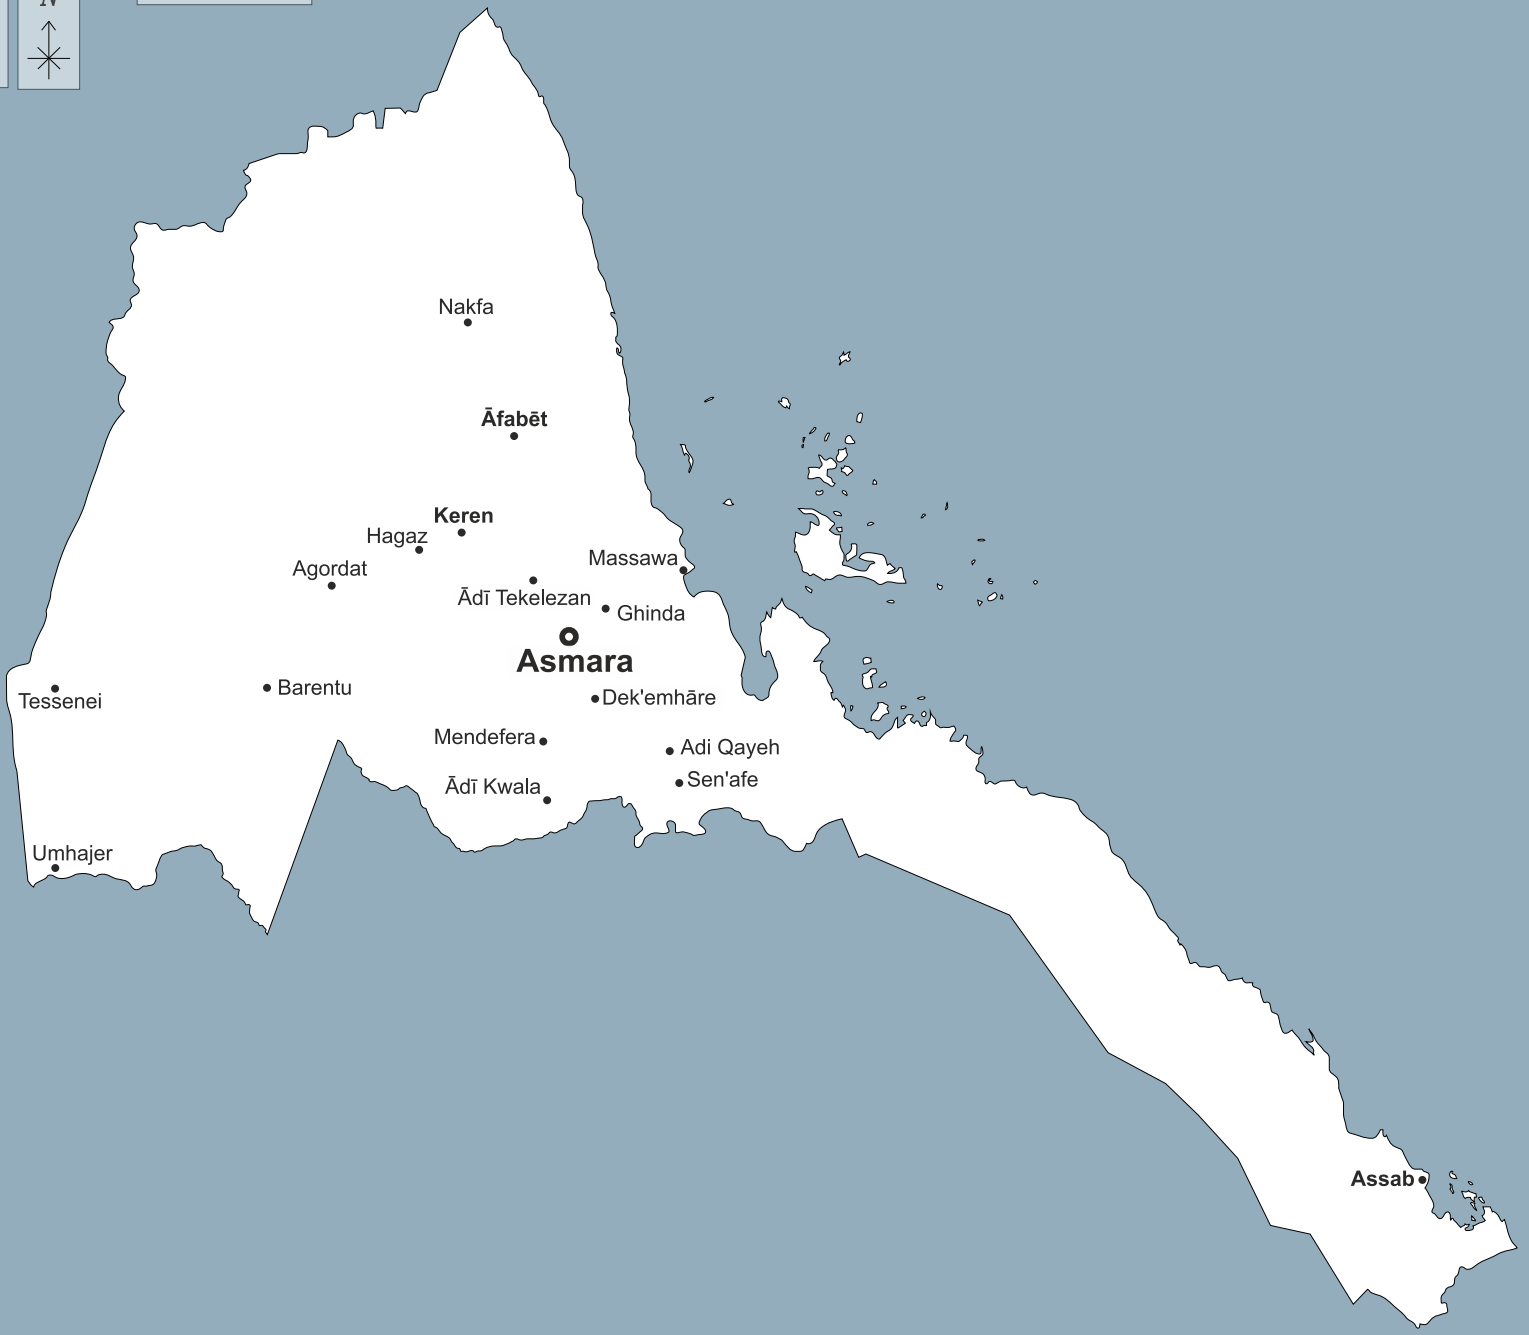 N
Nakfa
Āfabēt
Keren
Hagaz
Massawa
Agordat
Ādī Tekelezan
Ghinda
Asmara
Tessenei
Barentu
Dek'emhāre
Mendefera
Adi Qayeh
Sen'afe
Ādī Kwala
Umhajer
Assab